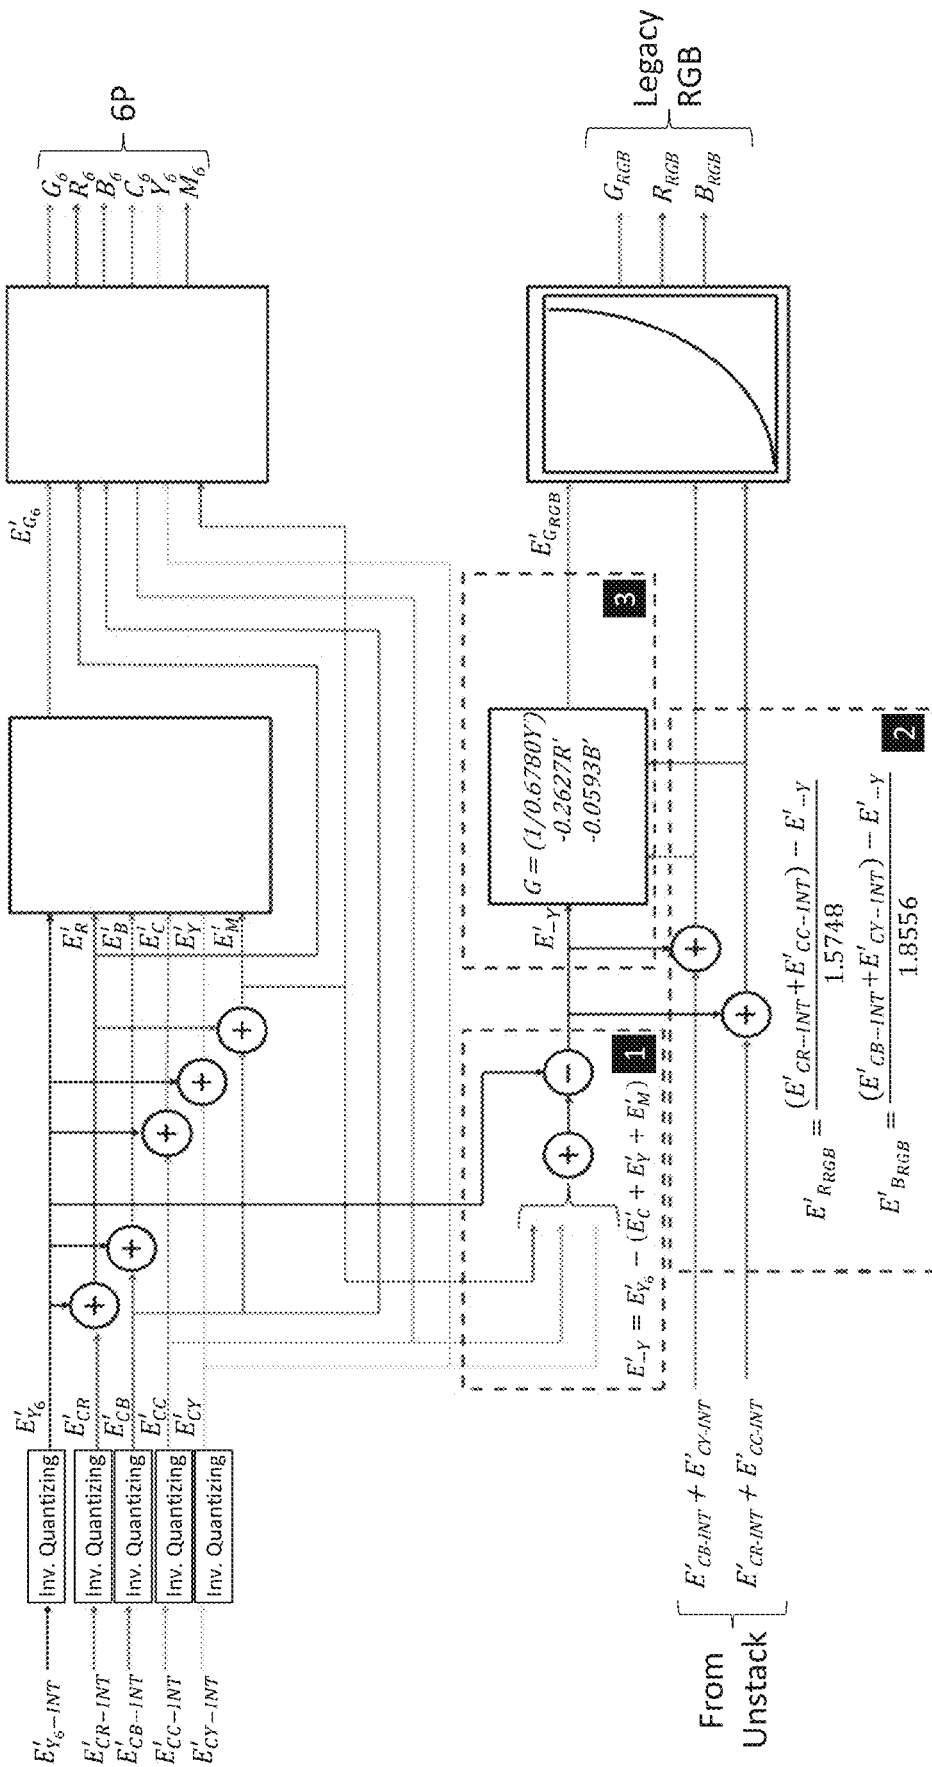 E'Y6-INT
E'CR-INT
E'CB-INT
E'CC-INT
E'CY-INT
Inv. Quantizing
Inv. Quantizing
Inv. Quantizing
Inv. Quantizing
Inv. Quantizing
E'Y6
E'CR
E'CB
E'CC
E'CY
+
+
+
+
+
E'R
E'B
E'C
E'Y
E'M
E'G6
G6
R6
B6
C6
Y6
M6
6P
E'-Y = E'Y6 - (E'C + E'Y + E'M)
1
+
-
E'-Y
G = (1/0.6780Y)
-0.2627R'
-0.0593B'
3
E'GRGB
GRGB
RRGB
BRGB
Legacy
RGB
From
Unstack
E'CB-INT + E'CY-INT
E'CR-INT + E'CC-INT
+
+
E'RRGB = (E'CR-INT+E'CC-INT) - E'-Y
1.5748
E'BRGB = (E'CB-INT+E'CY-INT) - E'-Y
1.8556
2